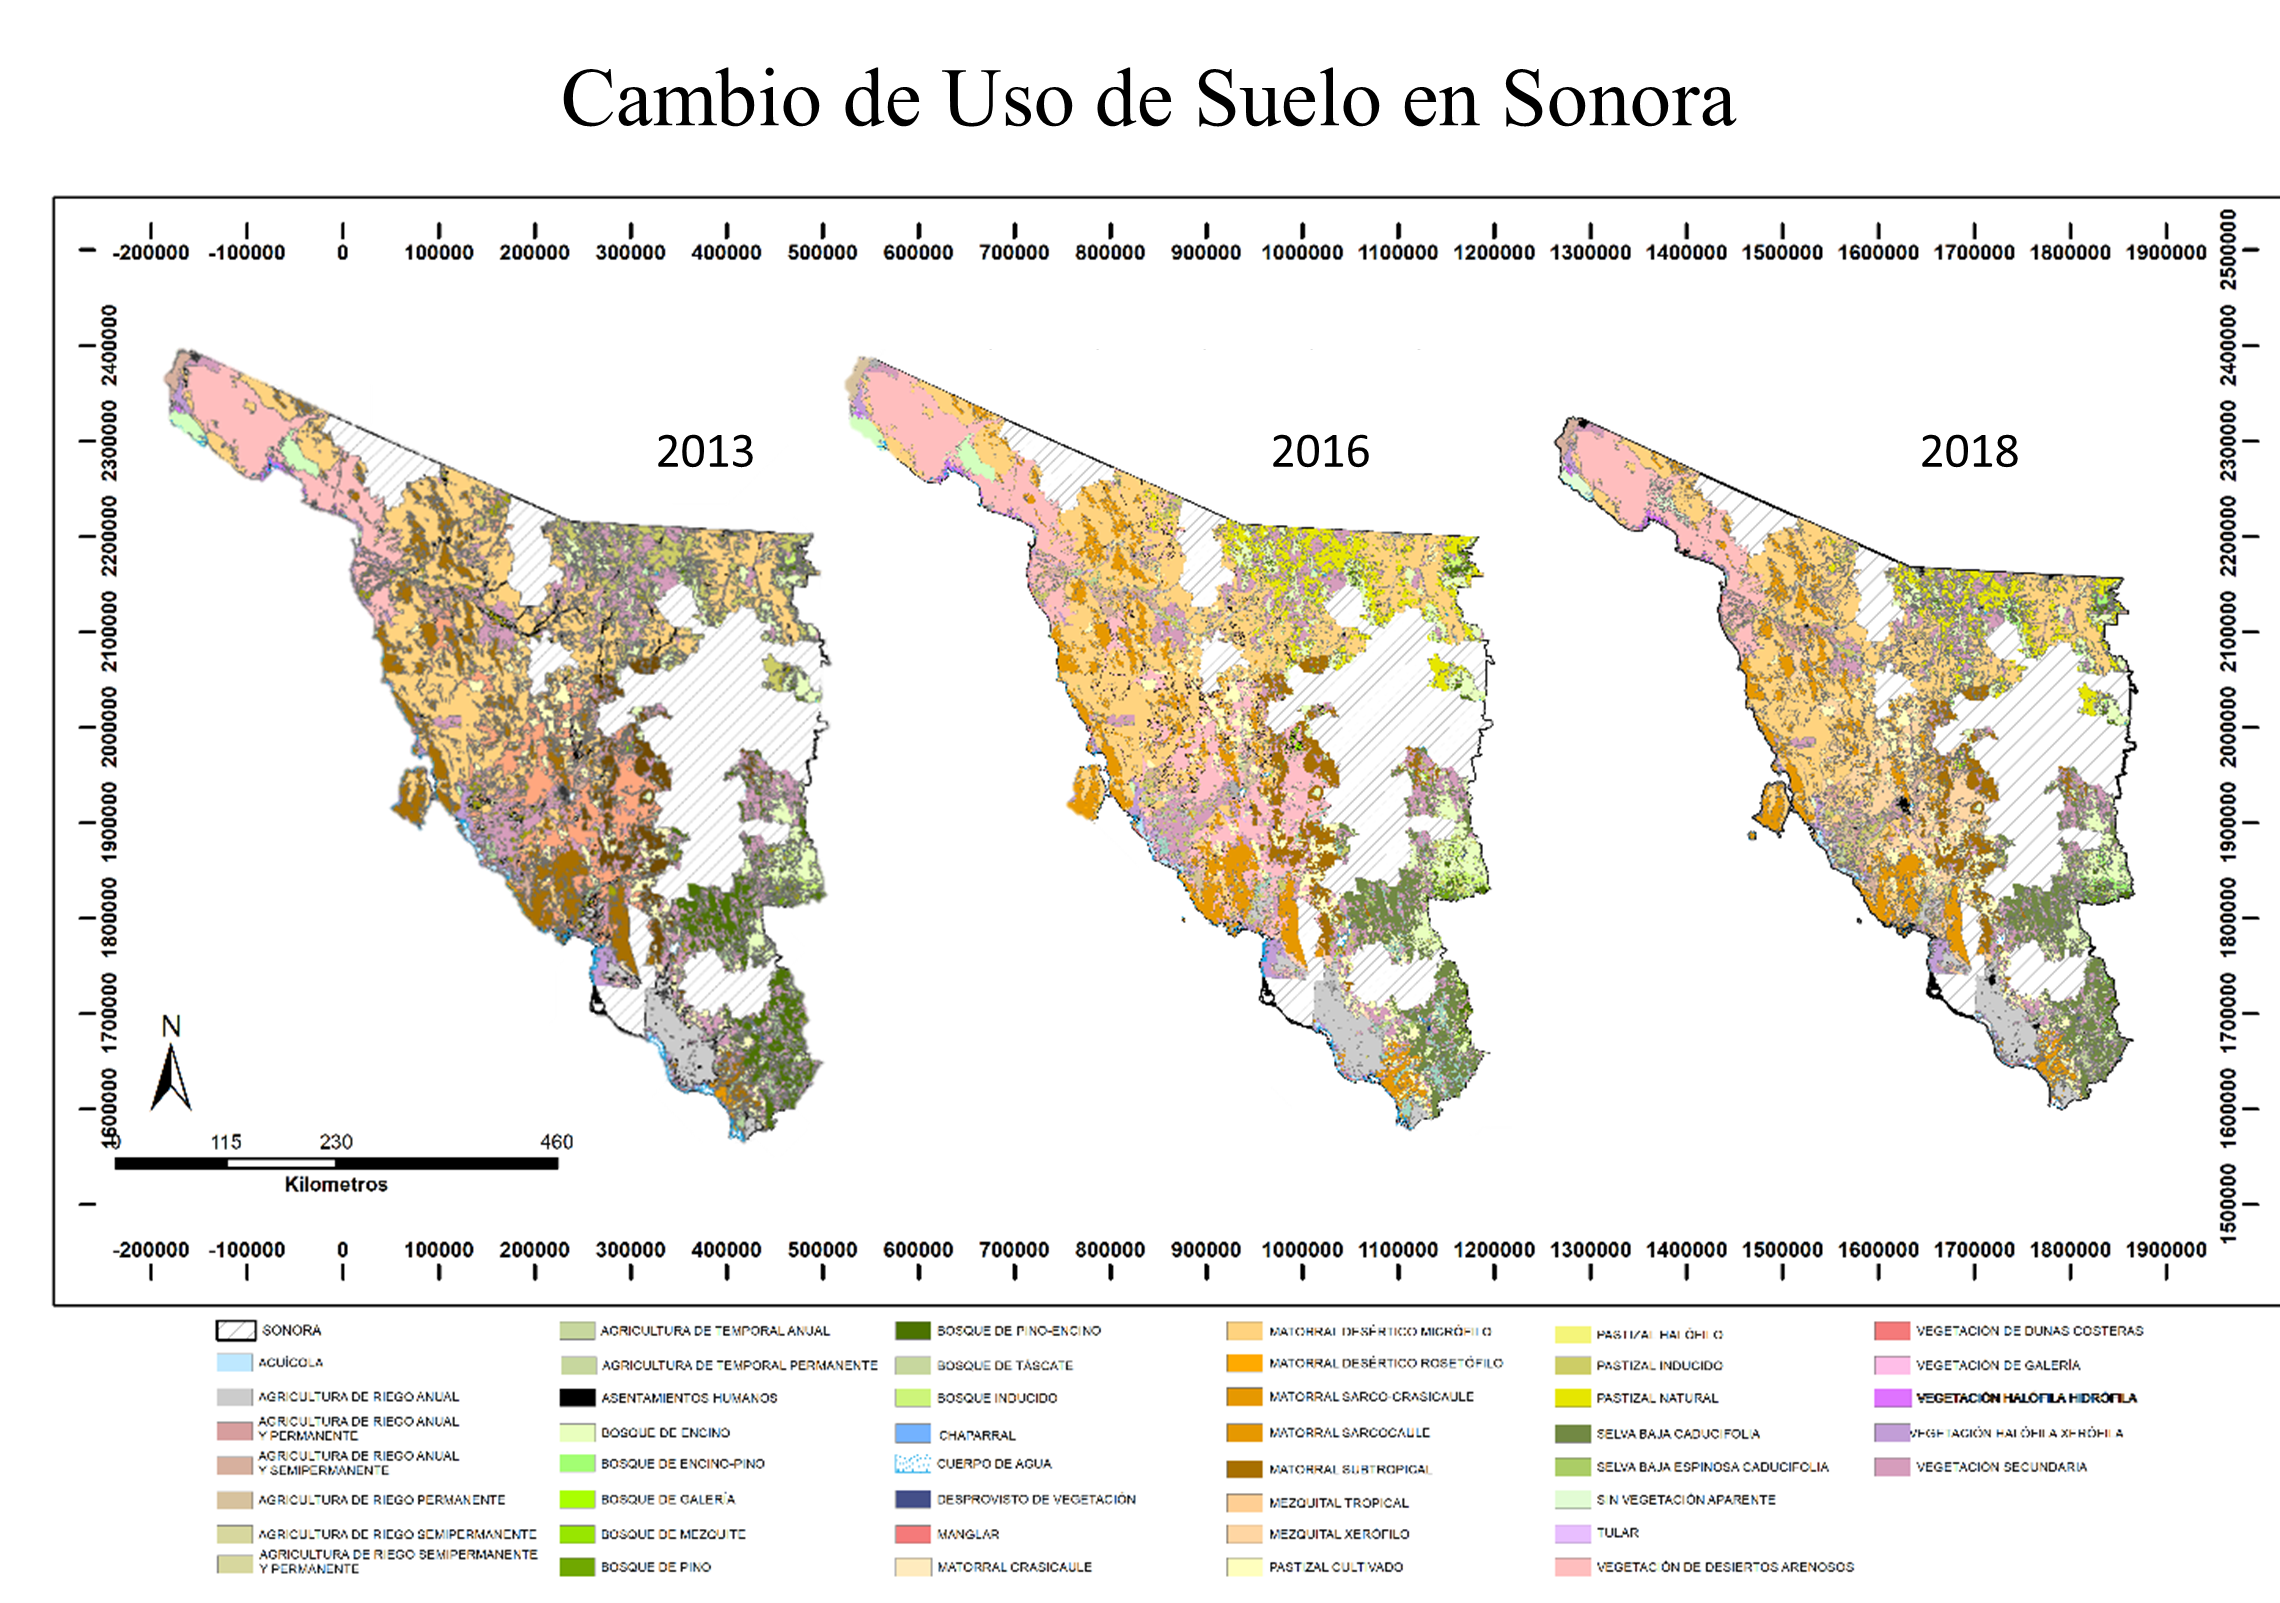 Cambio de Uso de Suelo en Sonora
-200000 -100000 0 100000 200000 300000 400000 500000 600000 700000 800000 900000 1000000 1100000 1200000 1300000 1400000 1500000 1600000 1700000 1800000 1900000
2400000
2300000
2200000
2100000
2000000
1900000
1800000
1700000
1600000
2013
2016
2018
2500000
2400000
2300000
2200000
2100000
2000000
1900000
1800000
1700000
1600000
1500000
N
0 115 230 460
Kilometros
-200000 -100000 0 100000 200000 300000 400000 500000 600000 700000 800000 900000 1000000 1100000 1200000 1300000 1400000 1500000 1600000 1700000 1800000 1900000
SONORA
ACUÍCOLA
AGRICULTURA DE RIEGO ANUAL
AGRICULTURA DE RIEGO ANUAL
Y PERMANENTE
AGRICULTURA DE RIEGO ANUAL
Y SEMIPERMANENTE
AGRICULTURA DE RIEGO PERMANENTE
AGRICULTURA DE RIEGO SEMIPERMANENTE
AGRICULTURA DE RIEGO SEMIPERMANENTE
Y PERMANENTE
AGRICULTURA DE TEMPORAL ANUAL
AGRICULTURA DE TEMPORAL PERMANENTE
ASENTAMIENTOS HUMANOS
BOSQUE DE ENCINO
BOSQUE DE ENCINO-PINO
BOSQUE DE GALERÍA
BOSQUE DE MEZQUITE
BOSQUE DE PINO
BOSQUE DE PINO-ENCINO
BOSQUE DE TÁSCATE
BOSQUE INDUCIDO
CHAPARRAL
CUERPO DE AGUA
DESPROVISTO DE VEGETACIÓN
MANGLAR
MATORRAL CRASICAULE
MATORRAL DESÉRTICO MICRÓFILO
MATORRAL DESÉRTICO ROSETÓFILO
MATORRAL SARCO-CRASICAULE
MATORRAL SARCOCAULE
MATORRAL SUBTROPICAL
MEZQUITAL TROPICAL
MEZQUITAL XERÓFILO
PASTIZAL CULTIVADO
PASTIZAL HALÓFILO
PASTIZAL INDUCIDO
PASTIZAL NATURAL
SELVA BAJA CADUCIFOLIA
SELVA BAJA ESPINOSA CADUCIFOLIA
SIN VEGETACIÓN APARENTE
TULAR
VEGETACIÓN DE DESIERTOS ARENOSOS
VEGETACIÓN DE DUNAS COSTERAS
VEGETACIÓN DE GALERÍA
VEGETACIÓN HALÓFILA HIDRÓFILA
VEGETACIÓN HALÓFILA XERÓFILA
VEGETACIÓN SECUNDARIA